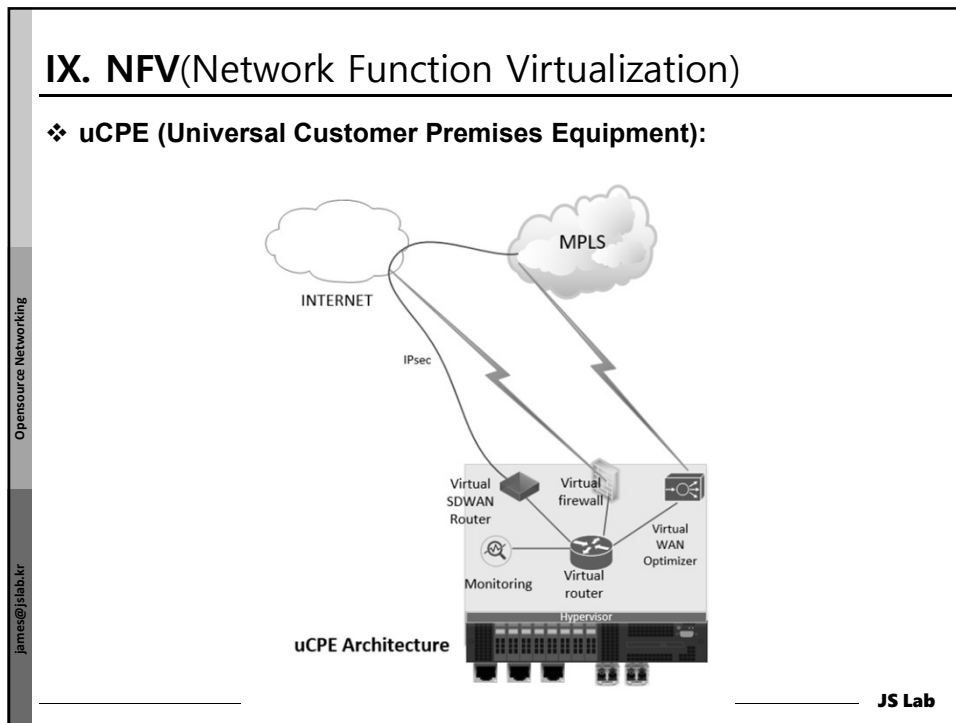 IX. NFV(Network Function Virtualization)
❖ uCPE (Universal Customer Premises Equipment):
MPLS
INTERNET
IPsec
Virtual
SDWAN
Router
Virtual
firewall
Virtual
WAN
Optimizer
Monitoring
Virtual
router
Hypervisor
uCPE Architecture
Opensource Networking
james@jslab.kr
JS Lab